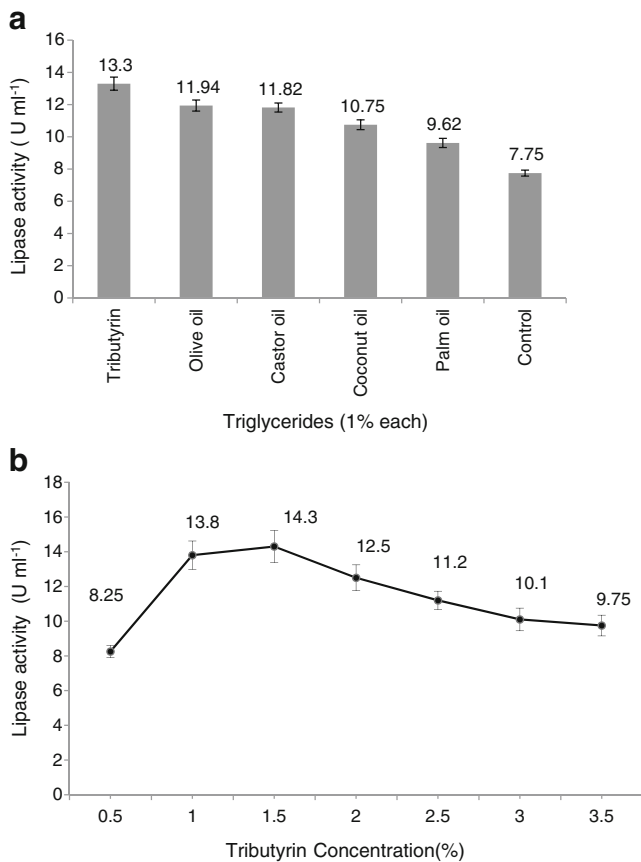 a
Lipase activity ( U ml-1)
16
14
12
10
8
6
4
2
0
13.3
11.94
11.82
10.75
9.62
7.75
Tributyrin
Olive oil
Castor oil
Coconut oil
Palm oil
Control
Triglycerides (1% each)
b
Lipase activity (U ml-1)
18
16
14
12
10
8
6
4
2
0
8.25
13.8
14.3
12.5
11.2
10.1
9.75
0.5 1 1.5 2 2.5 3 3.5
Tributyrin Concentration(%)